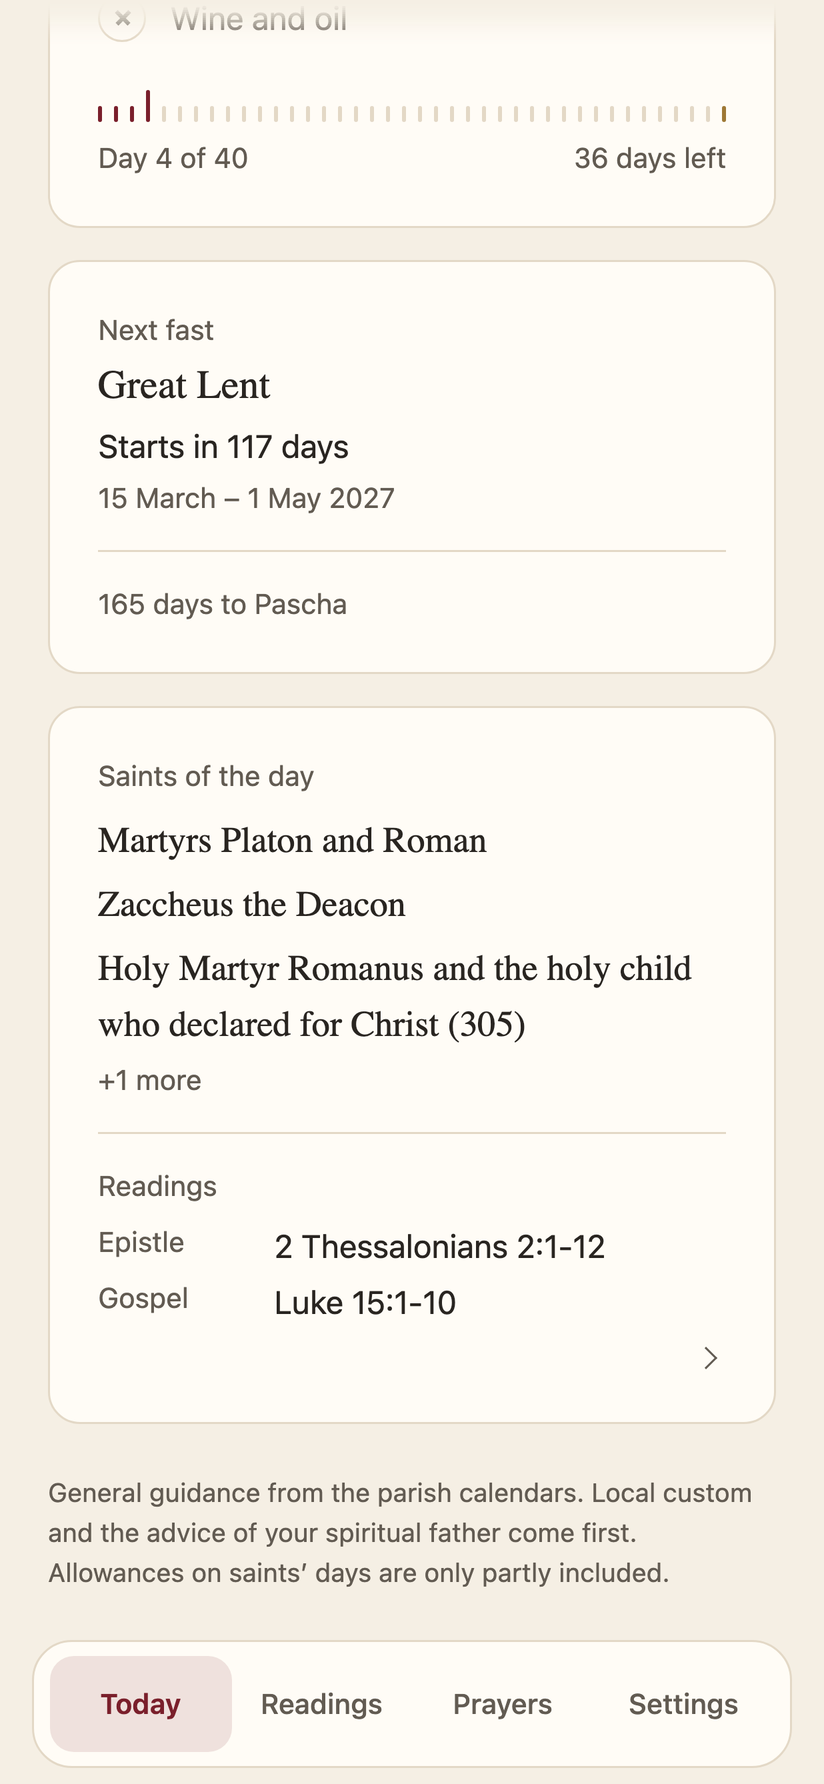 Wine and oil
Day 4 of 40
36 days left
Next fast
Great Lent
Starts in 117 days
15 March – 1 May 2027
165 days to Pascha
Saints of the day
Martyrs Platon and Roman
Zaccheus the Deacon
Holy Martyr Romanus and the holy child
who declared for Christ (305)
+1 more
Readings
Epistle 2 Thessalonians 2:1-12
Gospel Luke 15:1-10
General guidance from the parish calendars. Local custom
and the advice of your spiritual father come first.
Allowances on saints’ days are only partly included.
Today Readings Prayers Settings